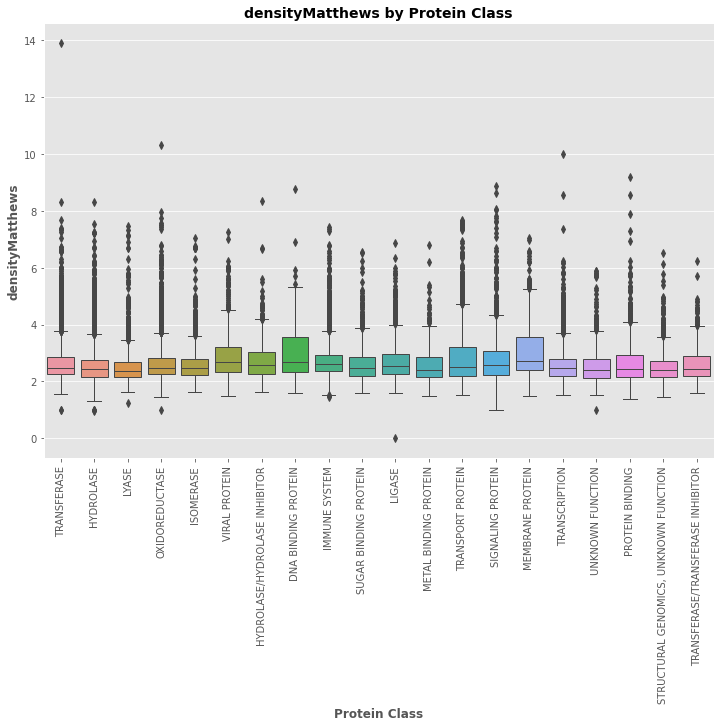 densityMatthews by Protein Class
densityMatthews
14
12
10
8
6
4
2
0
TRANSFERASE
HYDROLASE
LYASE
OXIDOREDUCTASE
ISOMERASE
VIRAL PROTEIN
HYDROLASE/HYDROLASE INHIBITOR
DNA BINDING PROTEIN
IMMUNE SYSTEM
SUGAR BINDING PROTEIN
LIGASE
METAL BINDING PROTEIN
TRANSPORT PROTEIN
SIGNALING PROTEIN
MEMBRANE PROTEIN
TRANSCRIPTION
UNKNOWN FUNCTION
PROTEIN BINDING
STRUCTURAL GENOMICS, UNKNOWN FUNCTION
TRANSFERASE/TRANSFERASE INHIBITOR
Protein Class